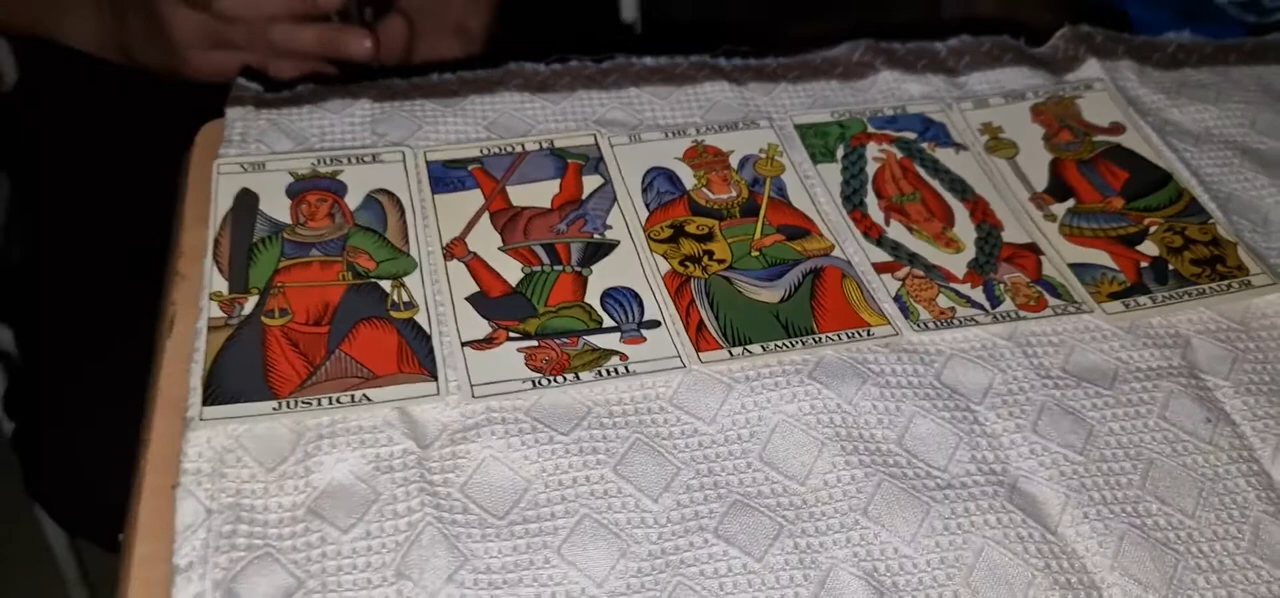 VIII JUSTICE
JUSTICIA
EL LOCO
THE FOOL
III THE EMPRESS
LA EMPERATRIZ
EL MUNDO
XXI THE WORLD
EL EMPERADOR